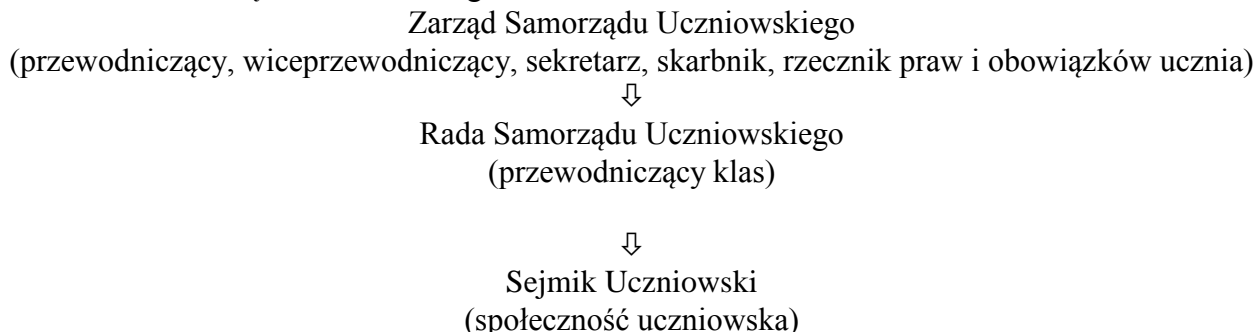 Zarząd Samorządu Uczniowskiego
(przewodniczący, wiceprzewodniczący, sekretarz, skarbnik, rzecznik praw i obowiązków ucznia)
⇩
Rada Samorządu Uczniowskiego
(przewodniczący klas)
⇩
Sejmik Uczniowski
(społeczność uczniowska)